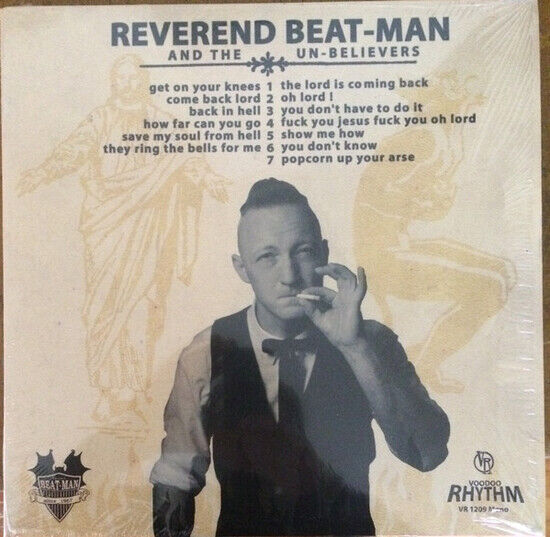 REVEREND BEAT-MAN
AND THE UN-BELIEVERS
get on your knees 1 the lord is coming back
come back lord 2 oh lord !
back in hell 3 you don't have to do it
how far can you go 4 fuck you jesus fuck you oh lord
save my soul from hell 5 show me how
they ring the bells for me 6 you don't know
7 popcorn up your arse
BEAT-MAN
since 1967
VR
VOODOO
RHYTHM
VR 1209 Mono